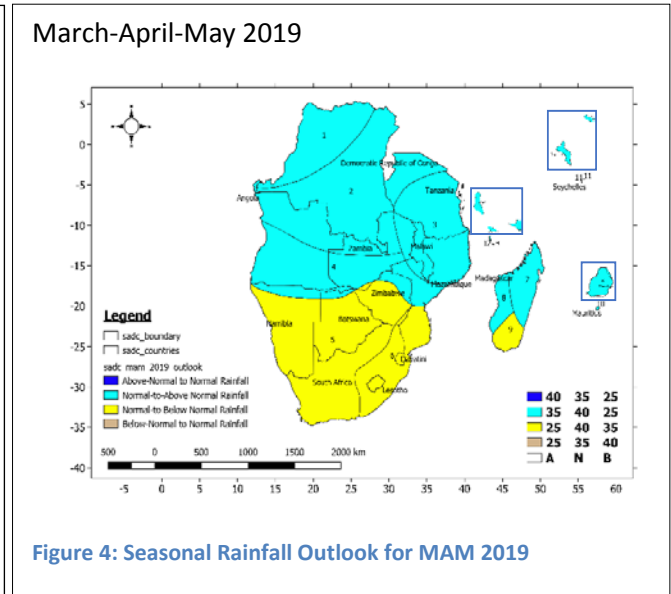 March-April-May 2019
5
0
-5
-10
-15
-20
-25
-30
-35
-40
1
Democratic Republic of Congo
2
Tanzania
Angola
3
Zambia
Malawi
4
Mozambique
Zimbabwe
Namibia
Botswana
5
6
South Africa
Lesotho
Madagascar
7
8
9
Seychelles
11
Mauritius
10
Legend
sadc_boundary
sadc_countries
sadc_mam_2019_outlook
Above-Normal to Normal Rainfall
Normal-to-Above Normal Rainfall
Normal-to Below Normal Rainfall
Below-Normal to Normal Rainfall
40 35 25
35 40 25
25 40 35
25 35 40
A N B
500 0 500 1000 1500 2000 km
-5 0 5 10 15 20 25 30 35 40 45 50 55 60
Figure 4: Seasonal Rainfall Outlook for MAM 2019